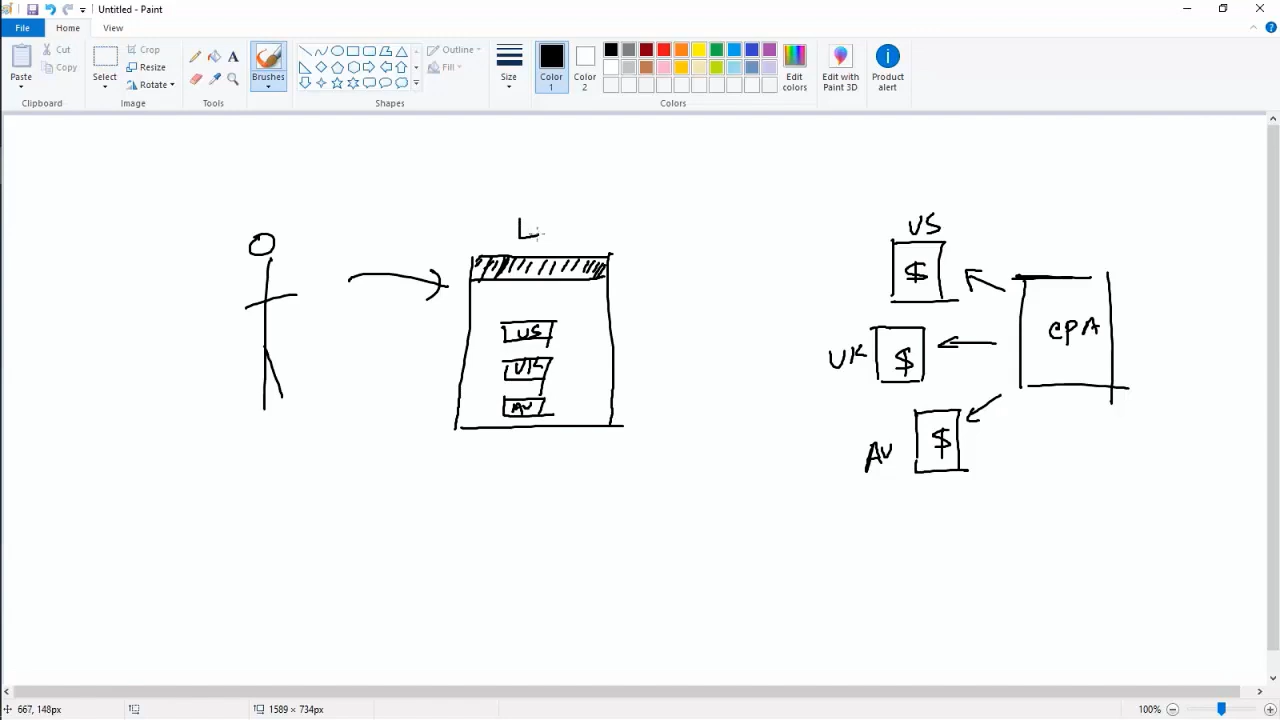 Untitled - Paint
File Home View
Paste
Cut
Copy
Clipboard
Select
Crop
Resize
Rotate
Image
Tools
Brushes
Shapes
Outline
Fill
Size
Color 1
Color 2
Edit colors
Colors
Edit with Paint 3D
Product alert
L
US
UK
AU
US
$
UK
$
AU
$
CPA
667, 148px
1589 × 734px
100%